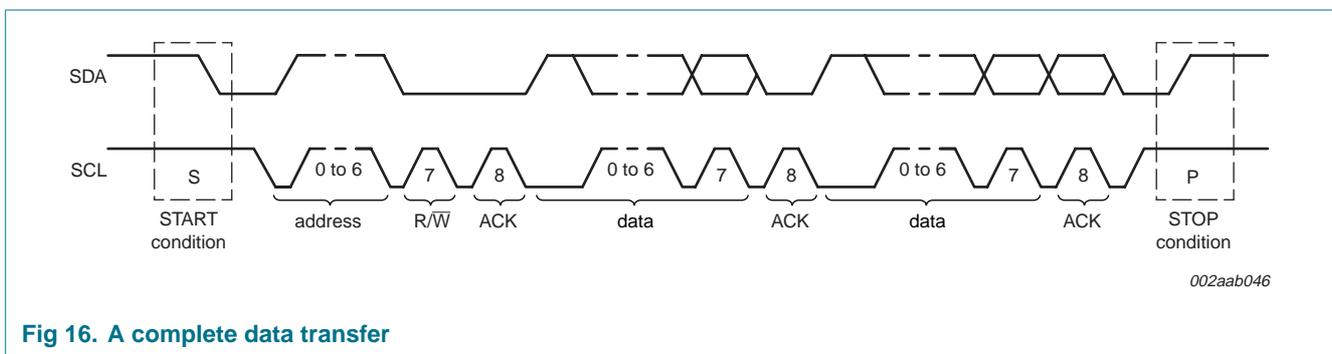 SDA
SCL
S
0 to 6
7
8
0 to 6
7
8
0 to 6
7
8
P
START
condition
address
R/W̅
ACK
data
ACK
data
ACK
STOP
condition
002aab046
Fig 16. A complete data transfer